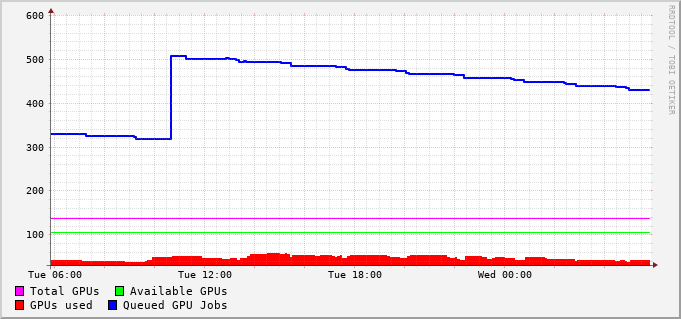 600
500
400
300
200
100
Tue 06:00 Tue 12:00 Tue 18:00 Wed 00:00
Total GPUs Available GPUs
GPUs used Queued GPU Jobs
RRDTOOL / TOBI OETIKER